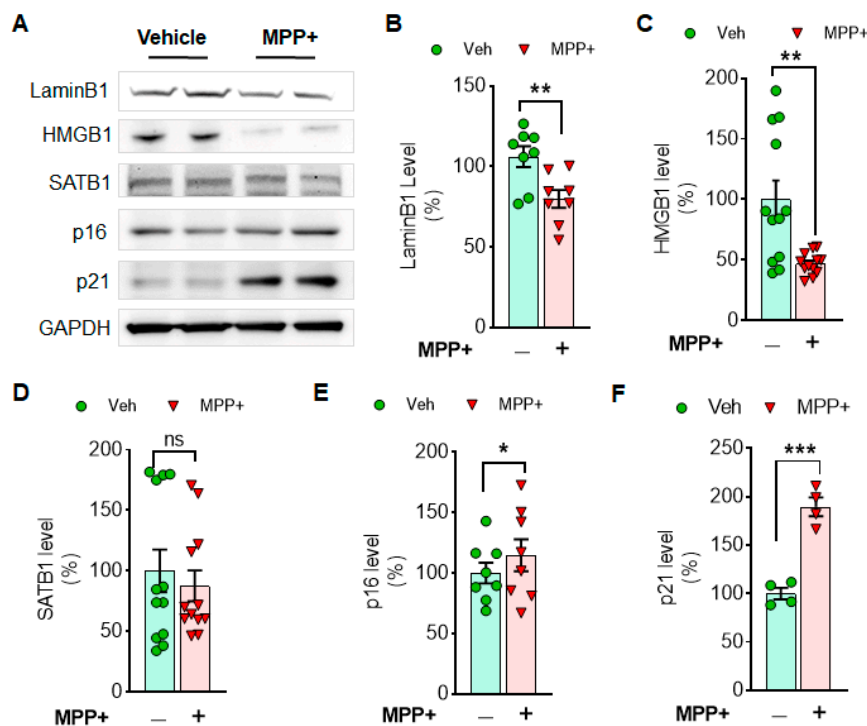 A
Vehicle MPP+
LaminB1
HMGB1
SATB1
p16
p21
GAPDH
B
Veh MPP+
LaminB1 Level
(%)
150
100
50
0
**
MPP+ — +
C
Veh MPP+
HMGB1 level
(%)
200
150
100
50
0
**
MPP+ — +
D
Veh MPP+
SATB1 level
(%)
200
150
100
50
0
ns
MPP+ — +
E
Veh MPP+
p16 level
(%)
200
150
100
50
0
*
MPP+ — +
F
Veh MPP+
p21 level
(%)
250
200
150
100
50
0
***
MPP+ — +